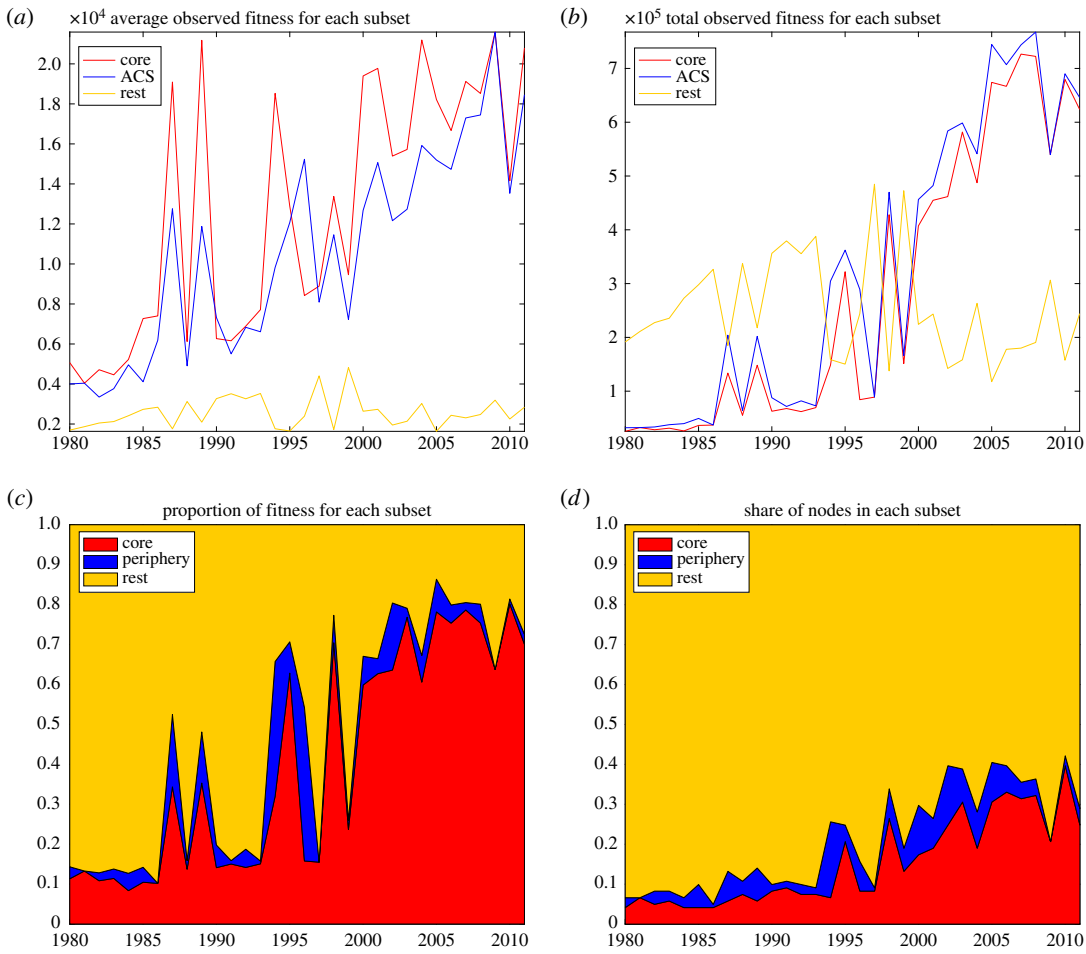 (a)
×10⁴ average observed fitness for each subset
core
ACS
rest
2.0
1.8
1.6
1.4
1.2
1.0
0.8
0.6
0.4
0.2
1980 1985 1990 1995 2000 2005 2010
(b)
×10⁵ total observed fitness for each subset
core
ACS
rest
7
6
5
4
3
2
1
1980 1985 1990 1995 2000 2005 2010
(c)
proportion of fitness for each subset
core
periphery
rest
1.0
0.9
0.8
0.7
0.6
0.5
0.4
0.3
0.2
0.1
0
1980 1985 1990 1995 2000 2005 2010
(d)
share of nodes in each subset
core
periphery
rest
1.0
0.9
0.8
0.7
0.6
0.5
0.4
0.3
0.2
0.1
0
1980 1985 1990 1995 2000 2005 2010